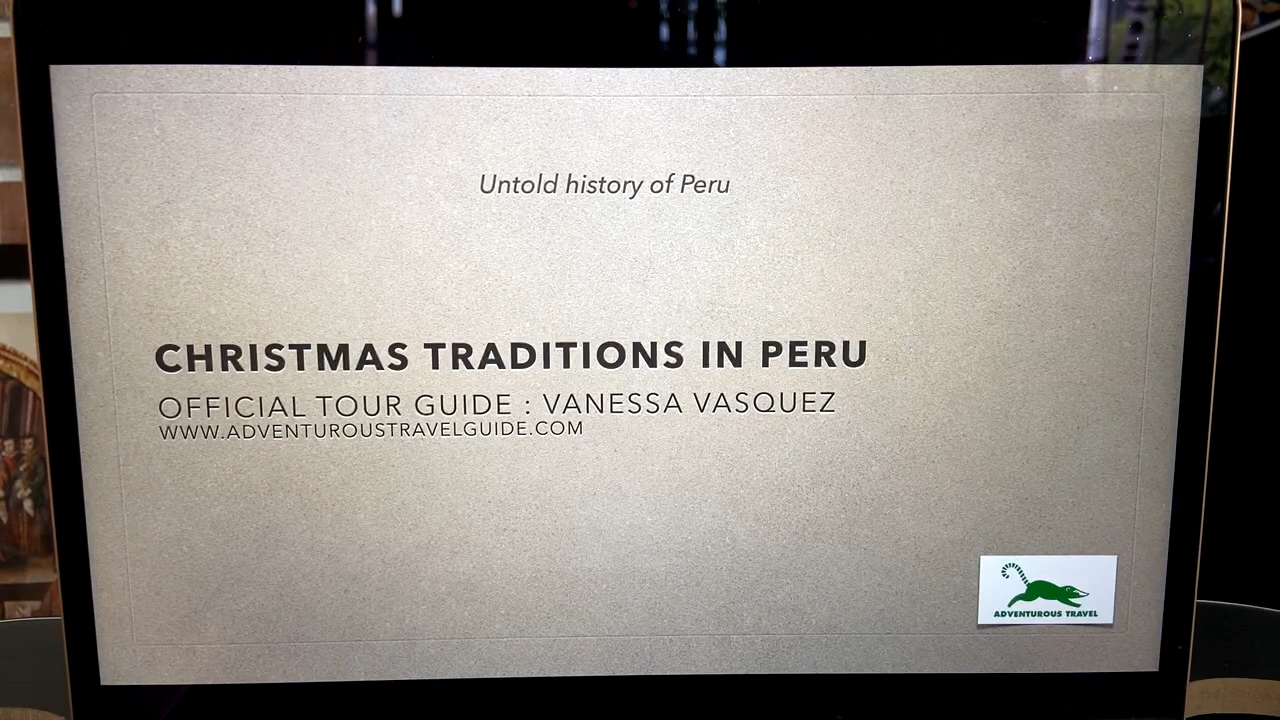 Untold history of Peru
CHRISTMAS TRADITIONS IN PERU
OFFICIAL TOUR GUIDE : VANESSA VASQUEZ
WWW.ADVENTUROUSTRAVELGUIDE.COM
ADVENTUROUS TRAVEL